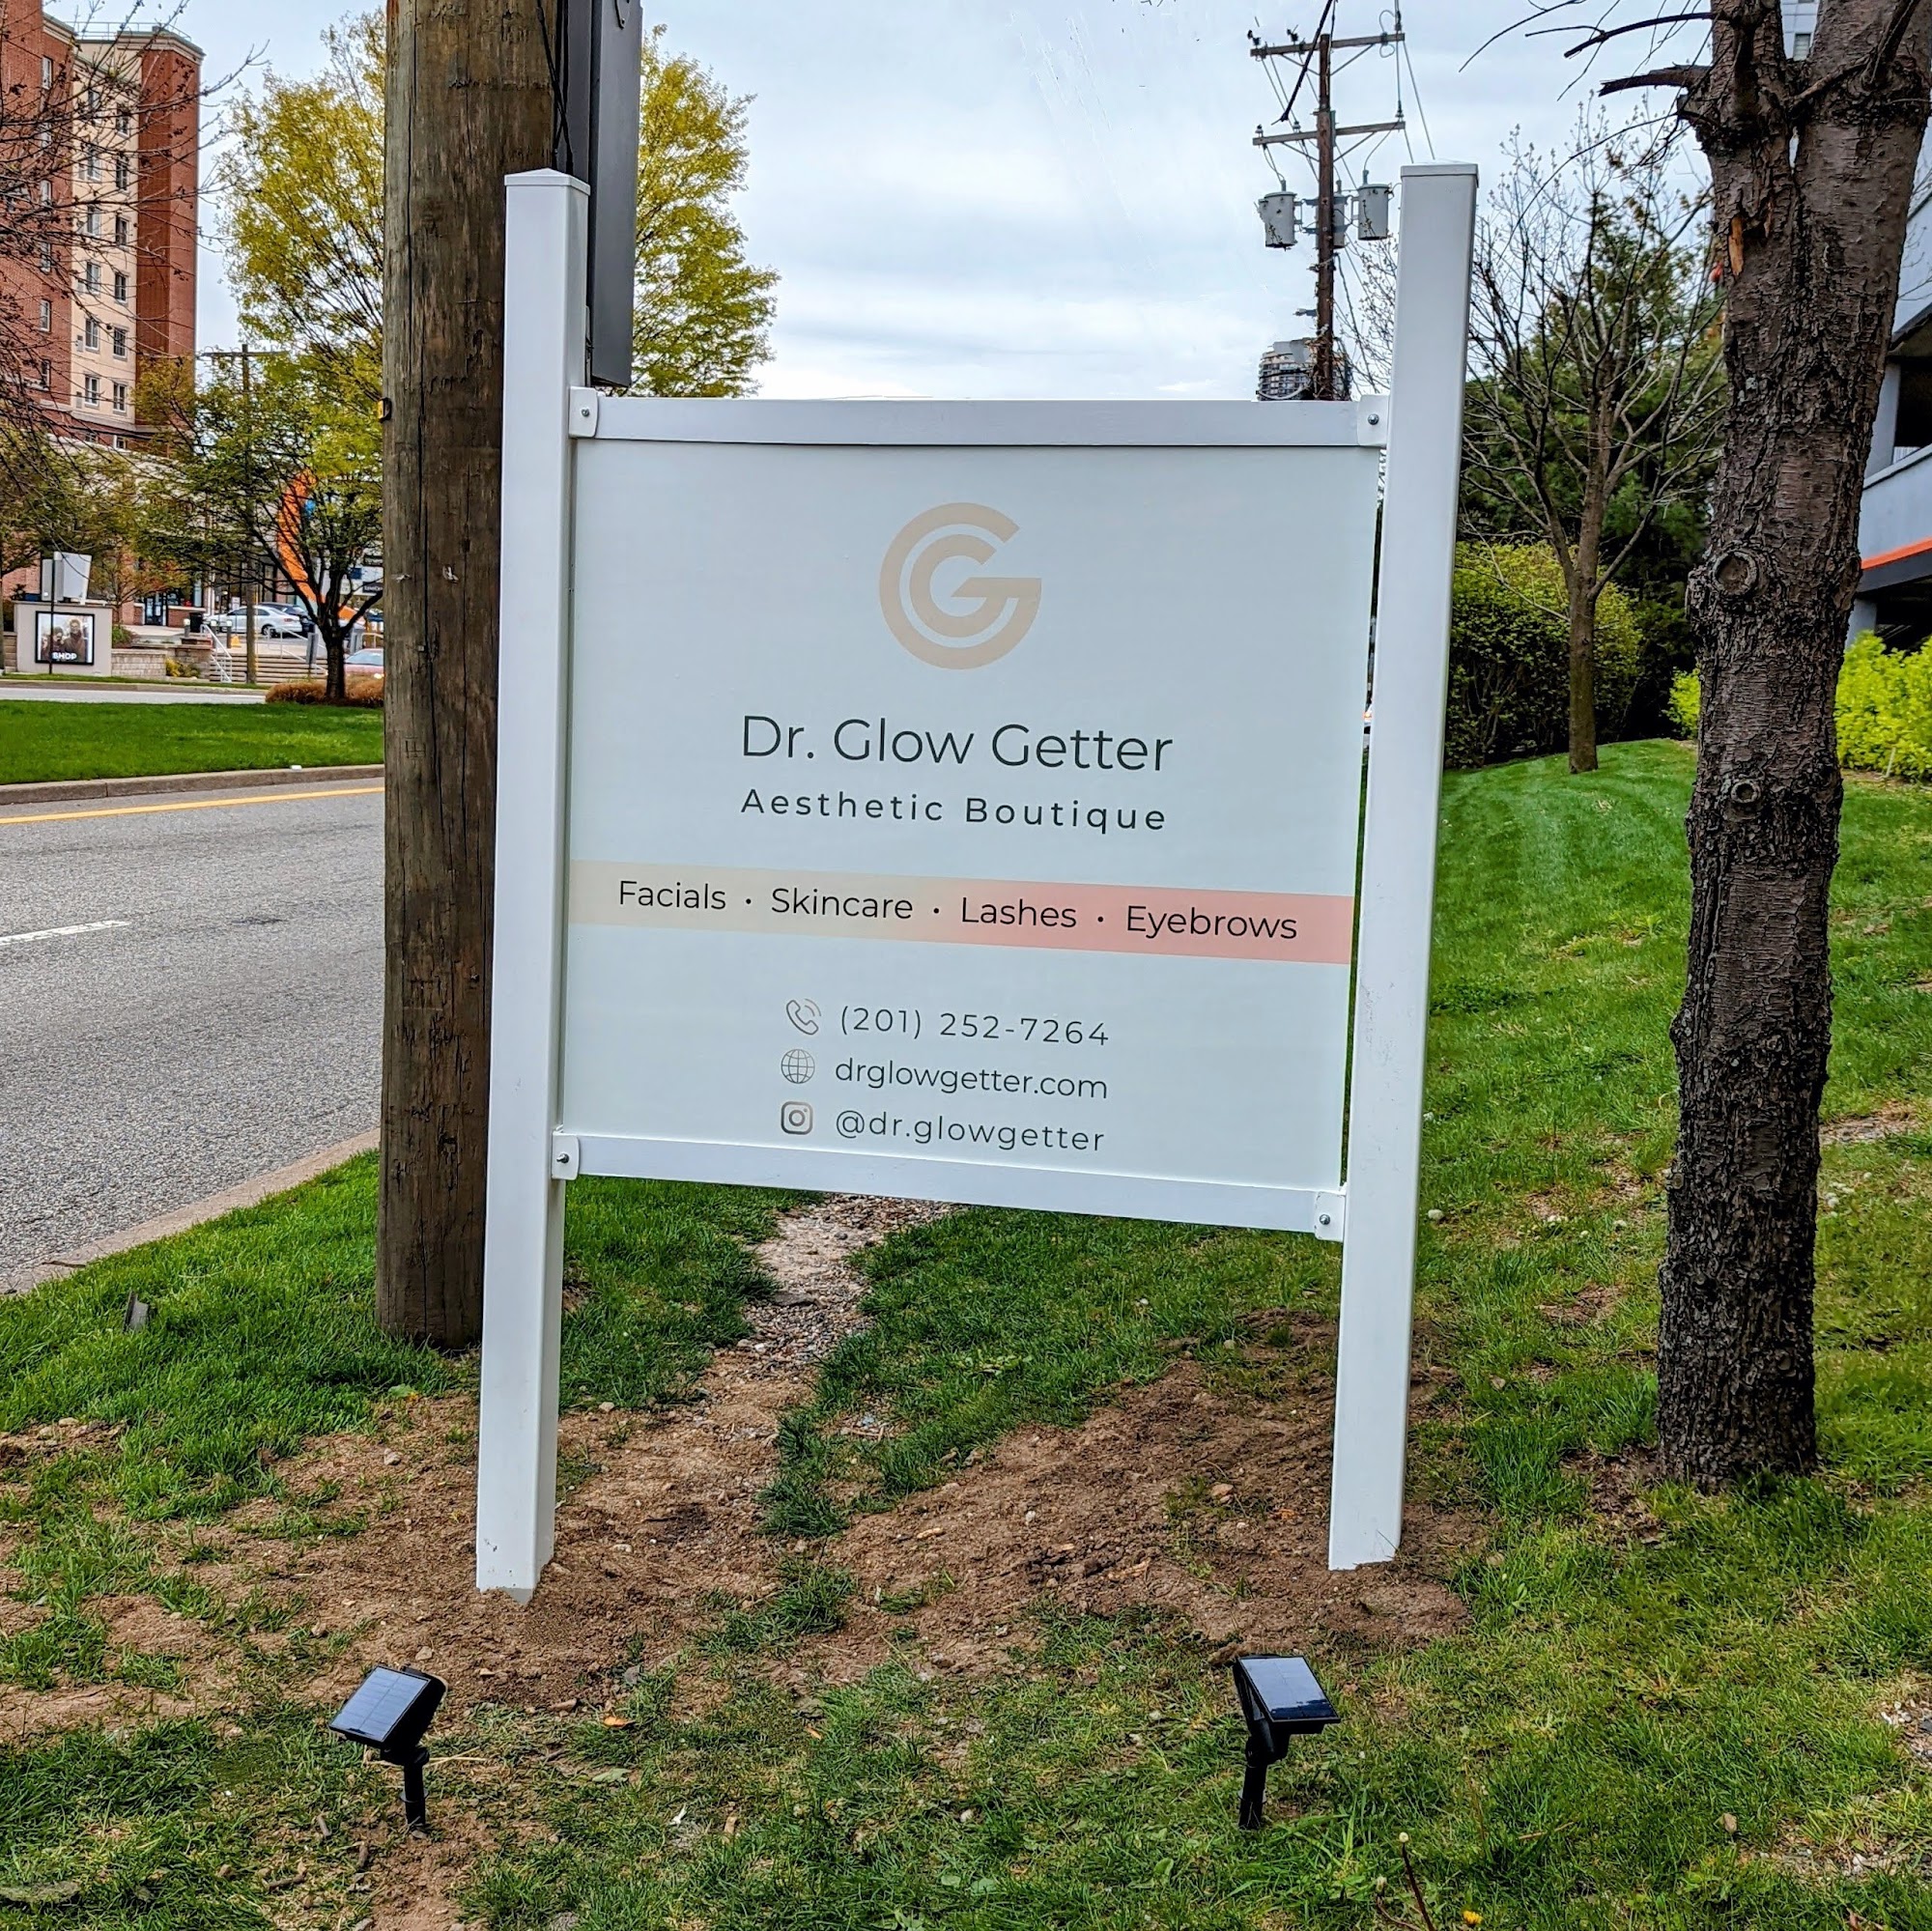 Dr. Glow Getter
Aesthetic Boutique
Facials • Skincare • Lashes • Eyebrows
(201) 252-7264
drglowgetter.com
@dr.glowgetter